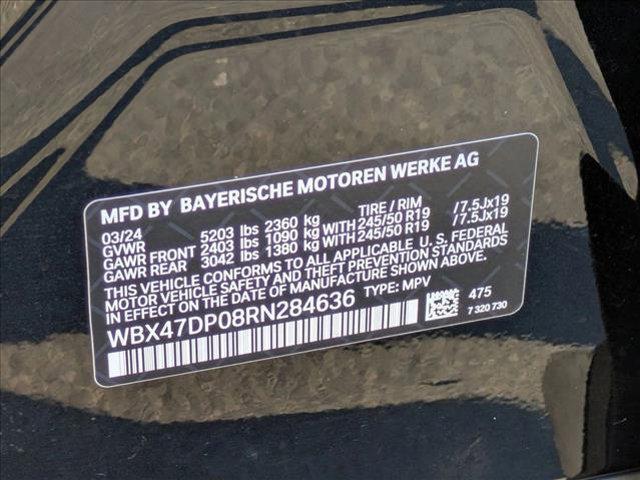 MFD BY BAYERISCHE MOTOREN WERKE AG
03/24 TIRE / RIM
GVWR 5203 lbs 2360 kg
GAWR FRONT 2403 lbs 1090 kg WITH 245/50 R19 /7.5Jx19
GAWR REAR 3042 lbs 1380 kg WITH 245/50 R19 /7.5Jx19
THIS VEHICLE CONFORMS TO ALL APPLICABLE U.S. FEDERAL
MOTOR VEHICLE SAFETY AND THEFT PREVENTION STANDARDS
IN EFFECT ON THE DATE OF MANUFACTURE SHOWN ABOVE.
WBX47DP08RN284636 TYPE: MPV
475
7 320 730